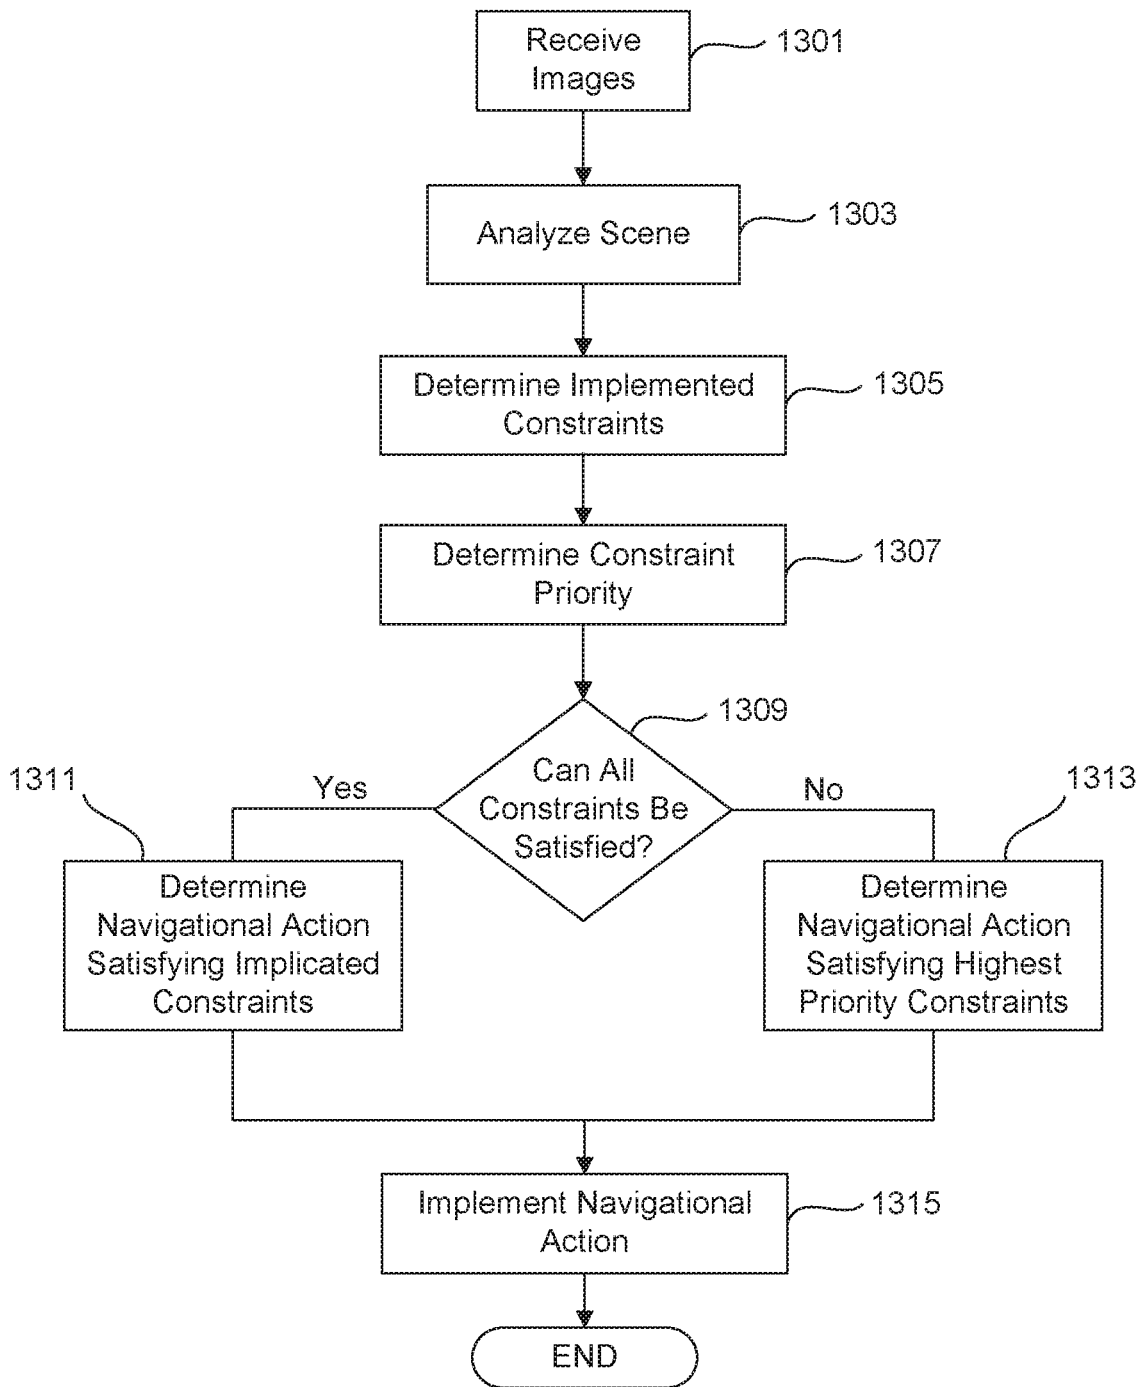 Receive
Images
1301
Analyze Scene
1303
Determine Implemented
Constraints
1305
Determine Constraint
Priority
1307
Can All
Constraints Be
Satisfied?
1309
Yes
No
1311
Determine
Navigational Action
Satisfying Implicated
Constraints
1313
Determine
Navigational Action
Satisfying Highest
Priority Constraints
Implement Navigational
Action
1315
END